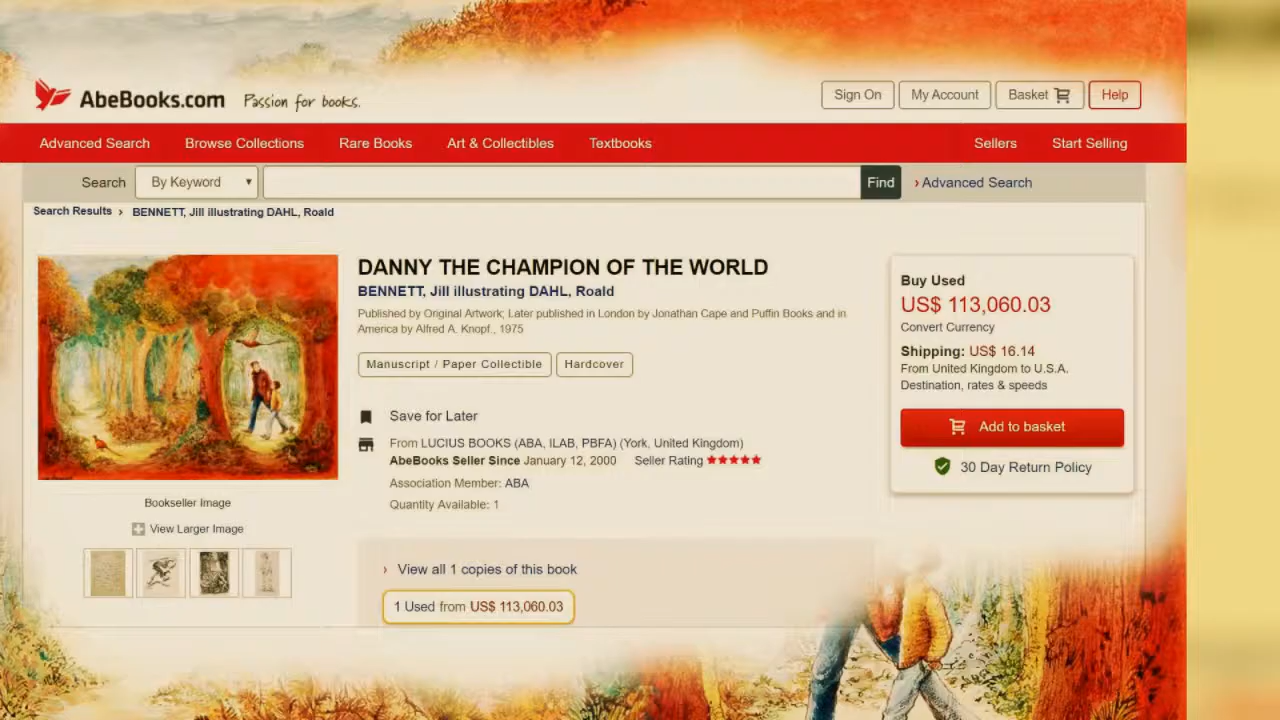 AbeBooks.com Passion for books.
Sign On My Account Basket Help
Advanced Search Browse Collections Rare Books Art & Collectibles Textbooks Sellers Start Selling
Search By Keyword Find › Advanced Search
Search Results › BENNETT, Jill illustrating DAHL, Roald
DANNY THE CHAMPION OF THE WORLD
BENNETT, Jill illustrating DAHL, Roald
Published by Original Artwork; Later published in London by Jonathan Cape and Puffin Books and in
America by Alfred A. Knopf., 1975
Manuscript / Paper Collectible Hardcover
Save for Later
From LUCIUS BOOKS (ABA, ILAB, PBFA) (York, United Kingdom)
AbeBooks Seller Since January 12, 2000 Seller Rating ★★★★★
Association Member: ABA
Quantity Available: 1
Bookseller Image
View Larger Image
› View all 1 copies of this book
1 Used from US$ 113,060.03
Buy Used
US$ 113,060.03
Convert Currency
Shipping: US$ 16.14
From United Kingdom to U.S.A.
Destination, rates & speeds
Add to basket
30 Day Return Policy